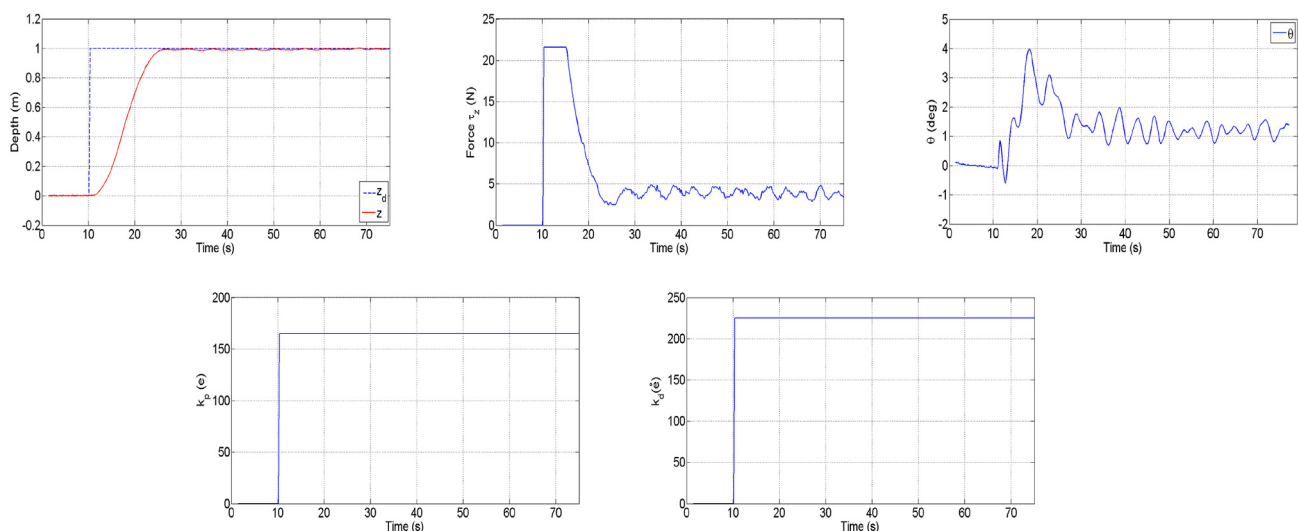 1.2
1
0.8
0.6
0.4
0.2
0
-0.2
Depth (m)
0 10 20 30 40 50 60 70
Time (s)
z_d
z
25
20
15
10
5
0
Force τ_z (N)
0 10 20 30 40 50 60 70
Time (s)
5
4
3
2
1
0
-1
-2
θ (deg)
0 10 20 30 40 50 60 70 80
Time (s)
θ
200
150
100
50
0
k_p (e)
0 10 20 30 40 50 60 70
Time (s)
250
200
150
100
50
0
k_d(ė)
0 10 20 30 40 50 60 70
Time (s)